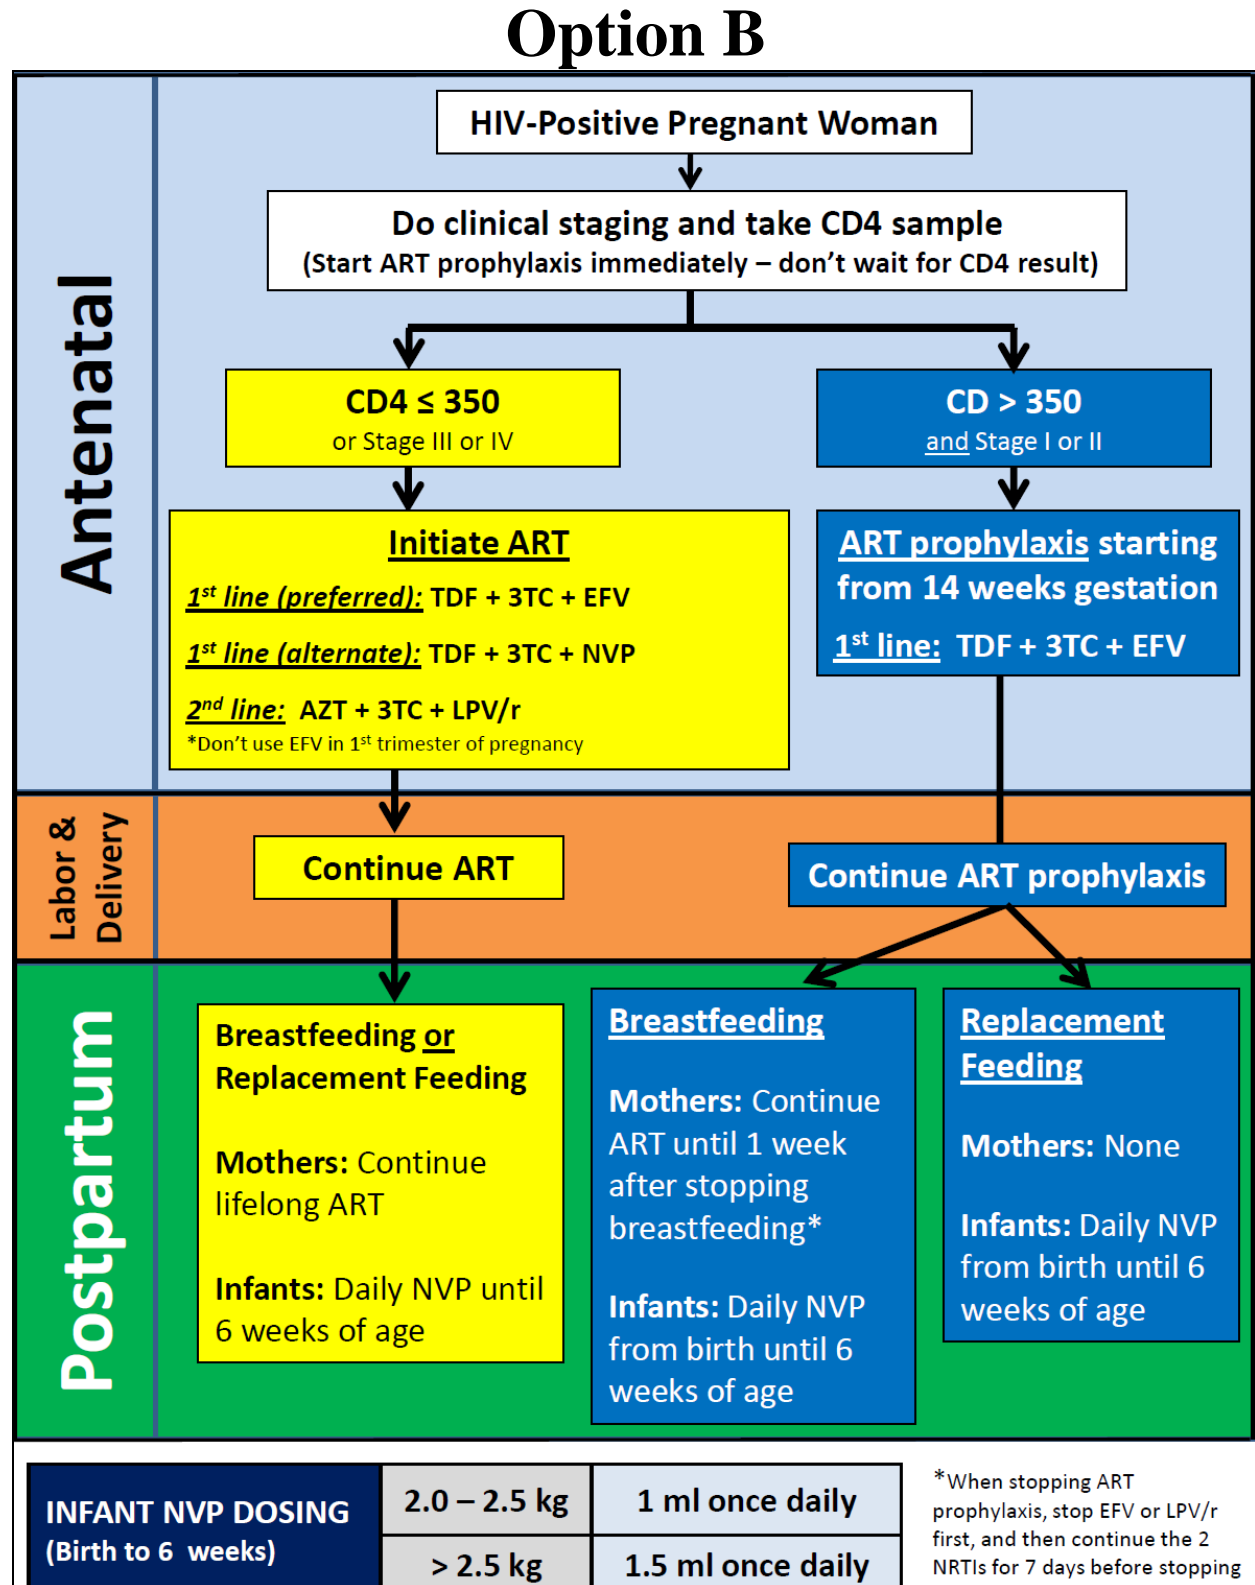 Option B
Antenatal
HIV-Positive Pregnant Woman
Do clinical staging and take CD4 sample
(Start ART prophylaxis immediately – don't wait for CD4 result)
CD4 ≤ 350
or Stage III or IV
CD > 350
and Stage I or II
Initiate ART
1st line (preferred): TDF + 3TC + EFV
1st line (alternate): TDF + 3TC + NVP
2nd line: AZT + 3TC + LPV/r
*Don't use EFV in 1st trimester of pregnancy
ART prophylaxis starting
from 14 weeks gestation
1st line: TDF + 3TC + EFV
Labor &
Delivery
Continue ART
Continue ART prophylaxis
Postpartum
Breastfeeding or
Replacement Feeding
Mothers: Continue
lifelong ART
Infants: Daily NVP until
6 weeks of age
Breastfeeding
Mothers: Continue
ART until 1 week
after stopping
breastfeeding*
Infants: Daily NVP
from birth until 6
weeks of age
Replacement
Feeding
Mothers: None
Infants: Daily NVP
from birth until 6
weeks of age
INFANT NVP DOSING
(Birth to 6 weeks)
2.0 – 2.5 kg
1 ml once daily
> 2.5 kg
1.5 ml once daily
*When stopping ART
prophylaxis, stop EFV or LPV/r
first, and then continue the 2
NRTIs for 7 days before stopping